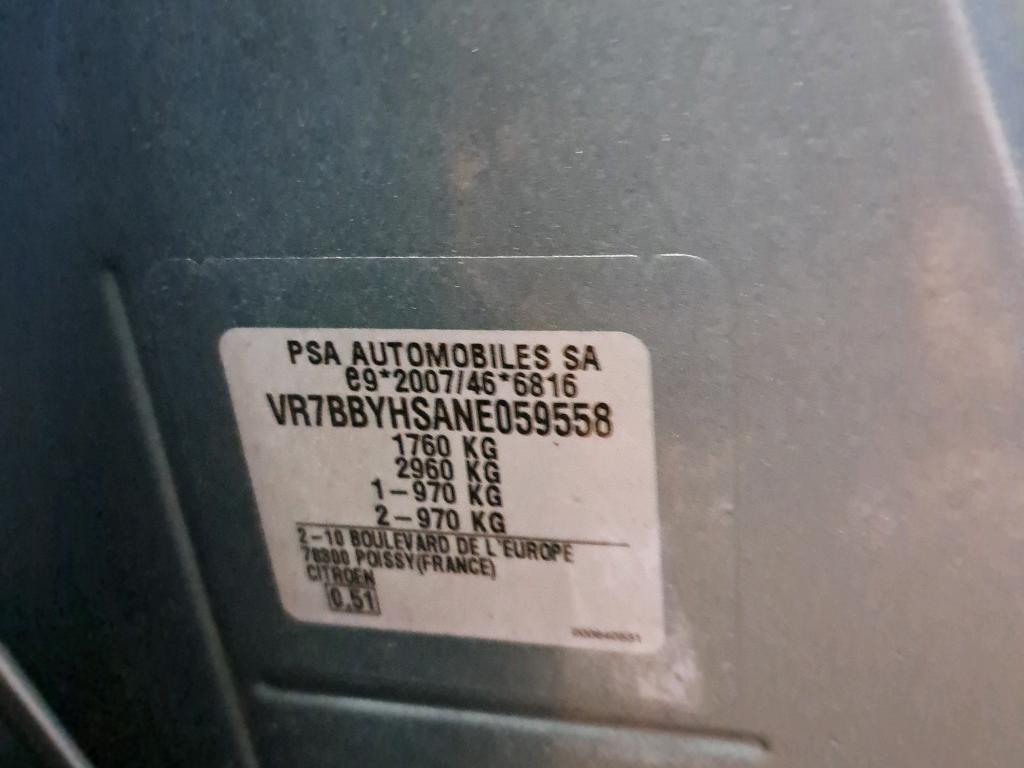 PSA AUTOMOBILES SA
e9*2007/46*6816
VR7BBYHSANE059558
1760 KG
2960 KG
1-970 KG
2-970 KG
2-10 BOULEVARD DE L'EUROPE
78300 POISSY(FRANCE)
CITROEN
0.51